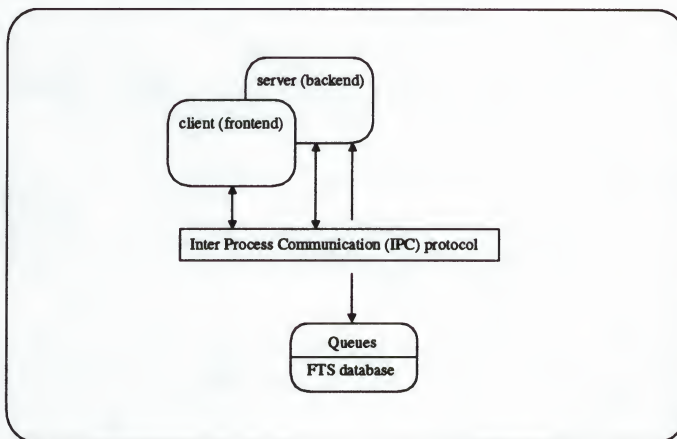 server (backend)
client (frontend)
Inter Process Communication (IPC) protocol
Queues
FTS database